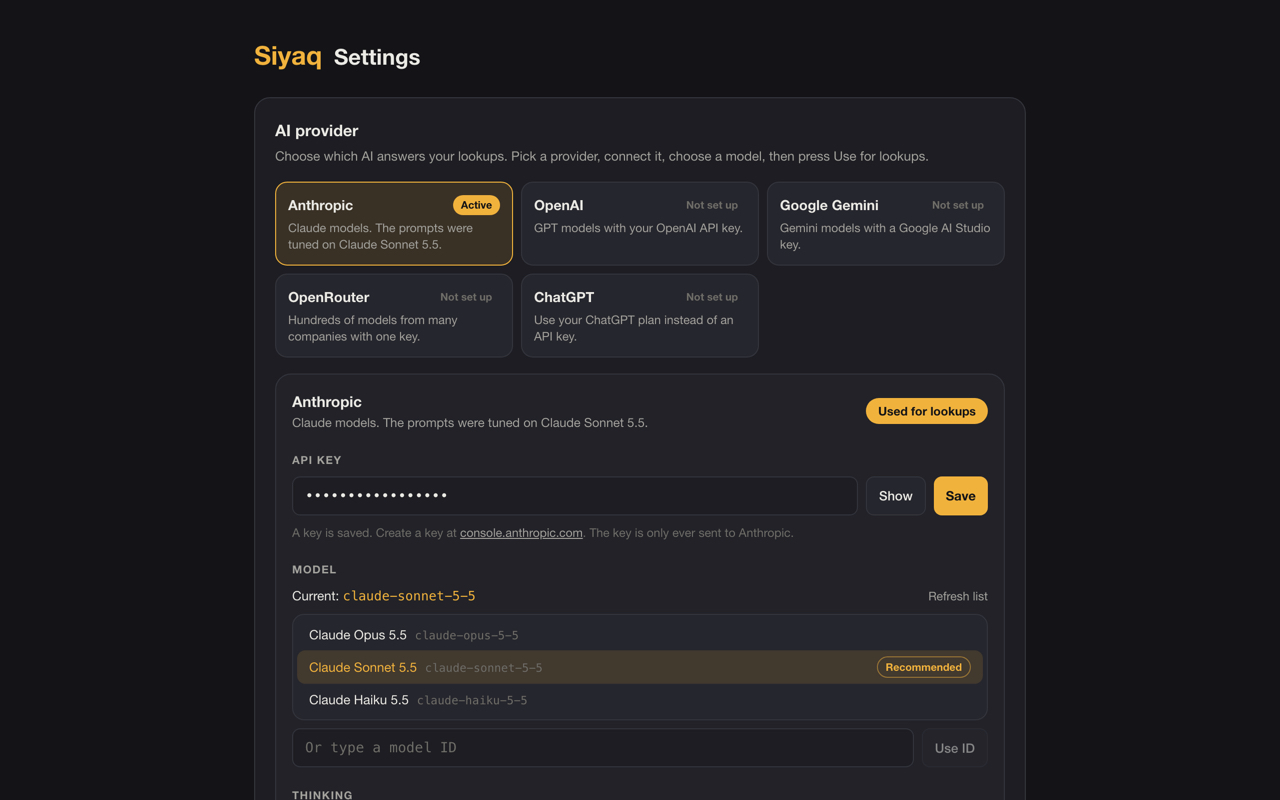 Siyaq Settings
AI provider
Choose which AI answers your lookups. Pick a provider, connect it, choose a model, then press Use for lookups.
Anthropic Active
Claude models. The prompts were
tuned on Claude Sonnet 5.5.
OpenAI Not set up
GPT models with your OpenAI API key.
Google Gemini Not set up
Gemini models with a Google AI Studio
key.
OpenRouter Not set up
Hundreds of models from many
companies with one key.
ChatGPT Not set up
Use your ChatGPT plan instead of an
API key.
Anthropic
Claude models. The prompts were tuned on Claude Sonnet 5.5.
Used for lookups
API KEY
••••••••••••••••• Show Save
A key is saved. Create a key at console.anthropic.com. The key is only ever sent to Anthropic.
MODEL
Current: claude-sonnet-5-5 Refresh list
Claude Opus 5.5 claude-opus-5-5
Claude Sonnet 5.5 claude-sonnet-5-5 Recommended
Claude Haiku 5.5 claude-haiku-5-5
Or type a model ID Use ID
THINKING